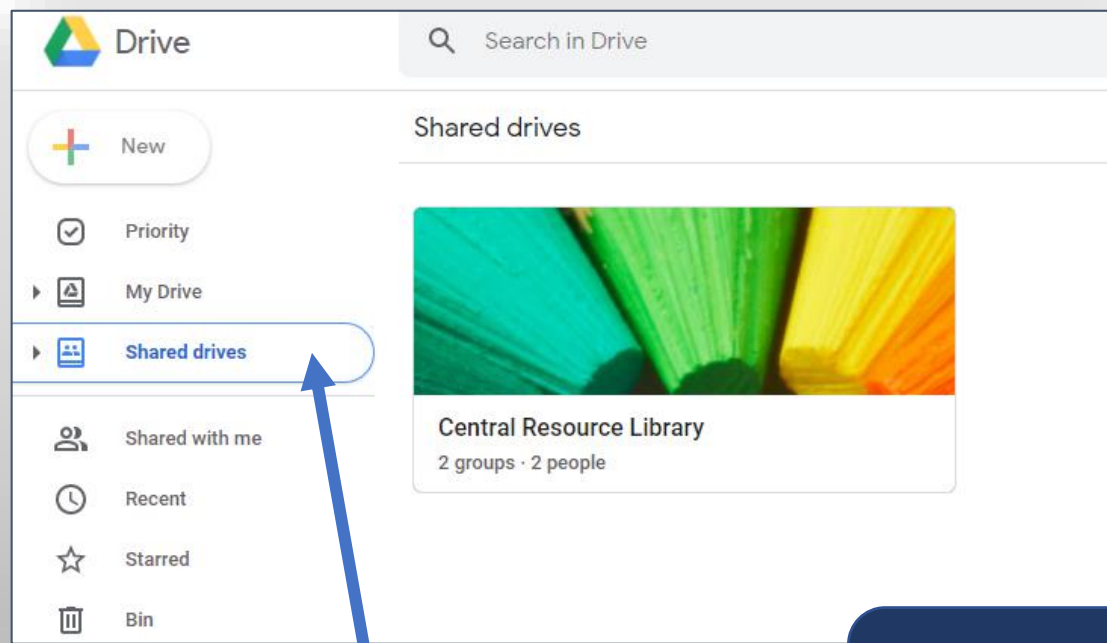 Drive
Search in Drive
New
Shared drives
Priority
My Drive
Shared drives
Central Resource Library
2 groups · 2 people
Shared with me
Recent
Starred
Bin